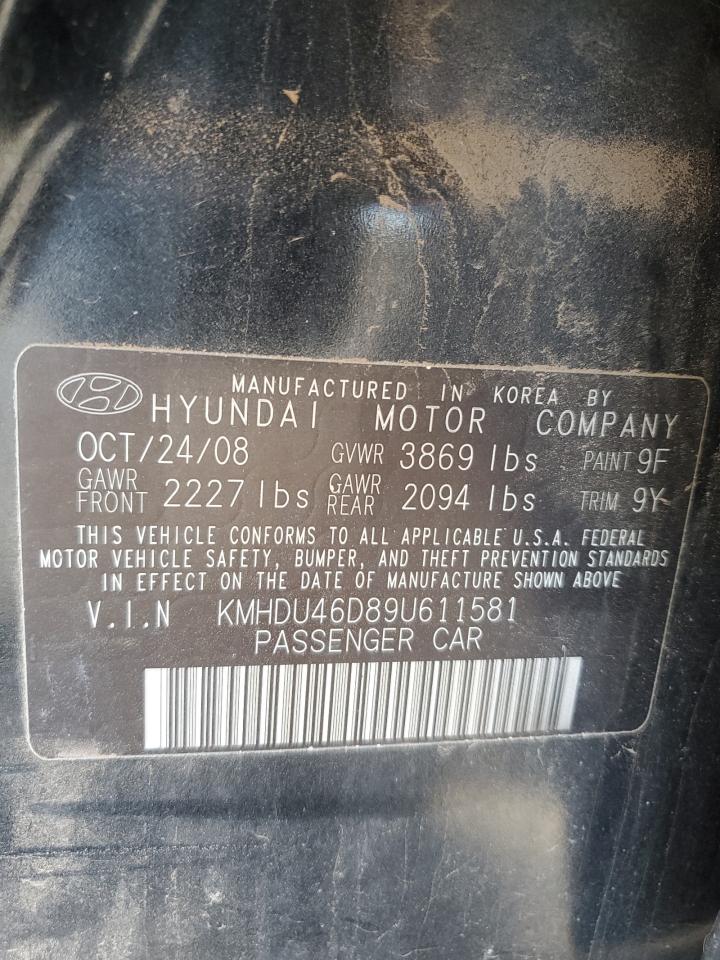 MANUFACTURED IN KOREA BY
HYUNDAI MOTOR COMPANY
OCT/24/08 GVWR 3869 lbs PAINT 9F
GAWR FRONT 2227 lbs GAWR REAR 2094 lbs TRIM 9Y
THIS VEHICLE CONFORMS TO ALL APPLICABLE U.S.A. FEDERAL
MOTOR VEHICLE SAFETY, BUMPER, AND THEFT PREVENTION STANDARDS
IN EFFECT ON THE DATE OF MANUFACTURE SHOWN ABOVE
V.I.N KMHDU46D89U611581
PASSENGER CAR